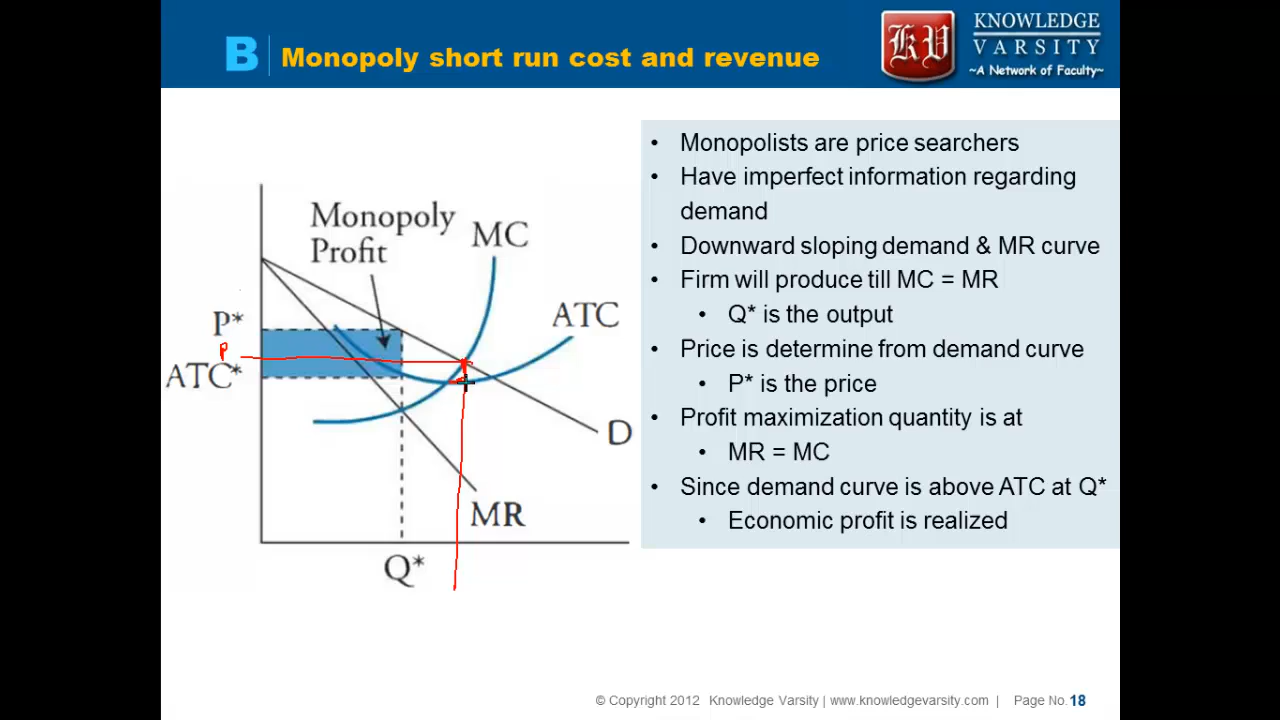 B Monopoly short run cost and revenue
KV
KNOWLEDGE
VARSITY
~A Network of Faculty~
Monopoly
Profit
MC
ATC
P*
P
ATC*
D
MR
Q*
• Monopolists are price searchers
• Have imperfect information regarding
demand
• Downward sloping demand & MR curve
• Firm will produce till MC = MR
• Q* is the output
• Price is determine from demand curve
• P* is the price
• Profit maximization quantity is at
• MR = MC
• Since demand curve is above ATC at Q*
• Economic profit is realized
© Copyright 2012 Knowledge Varsity | www.knowledgevarsity.com | Page No. 18